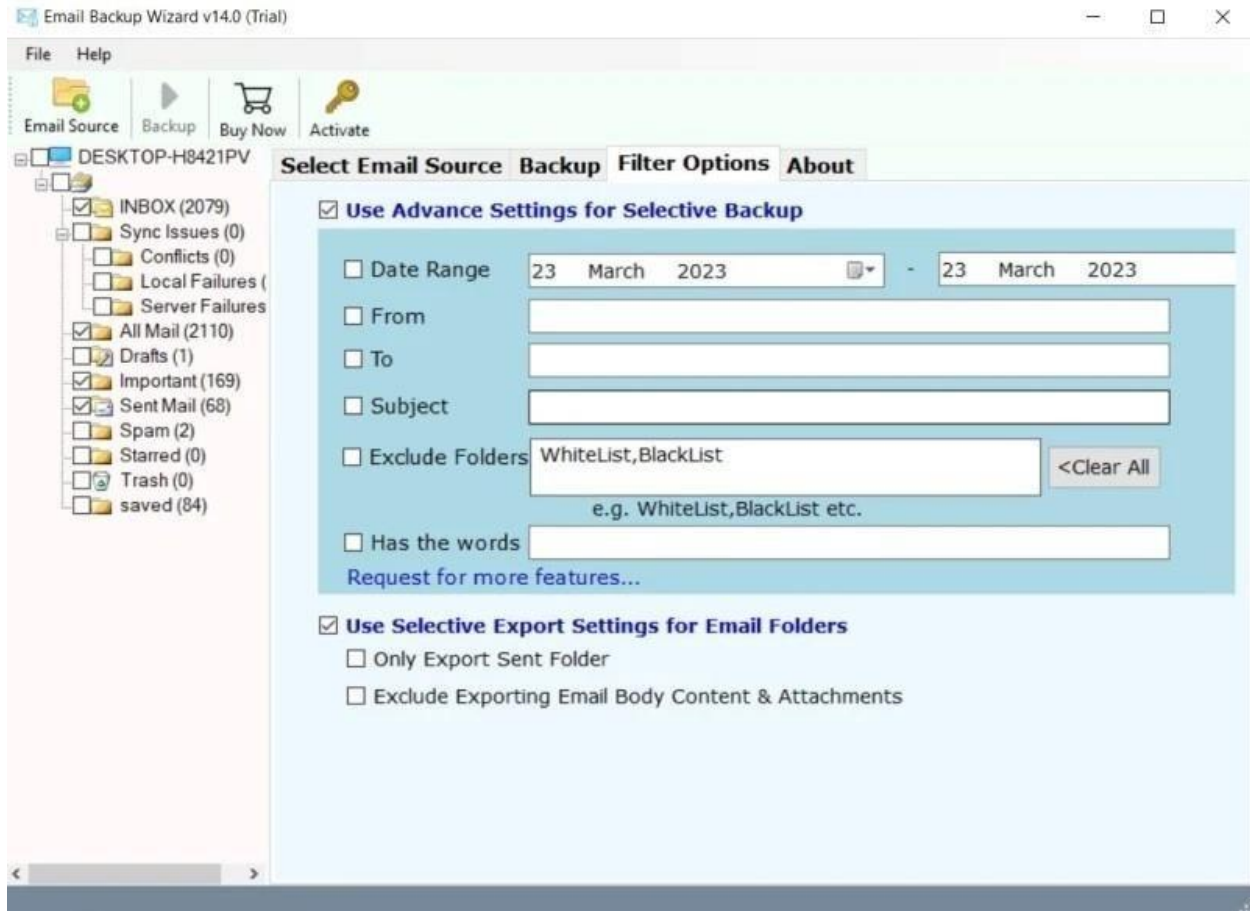 Email Backup Wizard v14.0 (Trial)
File Help
Email Source Backup Buy Now Activate
DESKTOP-H8421PV
INBOX (2079)
Sync Issues (0)
Conflicts (0)
Local Failures (
Server Failures
All Mail (2110)
Drafts (1)
Important (169)
Sent Mail (68)
Spam (2)
Starred (0)
Trash (0)
saved (84)
Select Email Source Backup Filter Options About
Use Advance Settings for Selective Backup
Date Range 23 March 2023 - 23 March 2023
From
To
Subject
Exclude Folders WhiteList,BlackList <Clear All
e.g. WhiteList,BlackList etc.
Has the words
Request for more features...
Use Selective Export Settings for Email Folders
Only Export Sent Folder
Exclude Exporting Email Body Content & Attachments